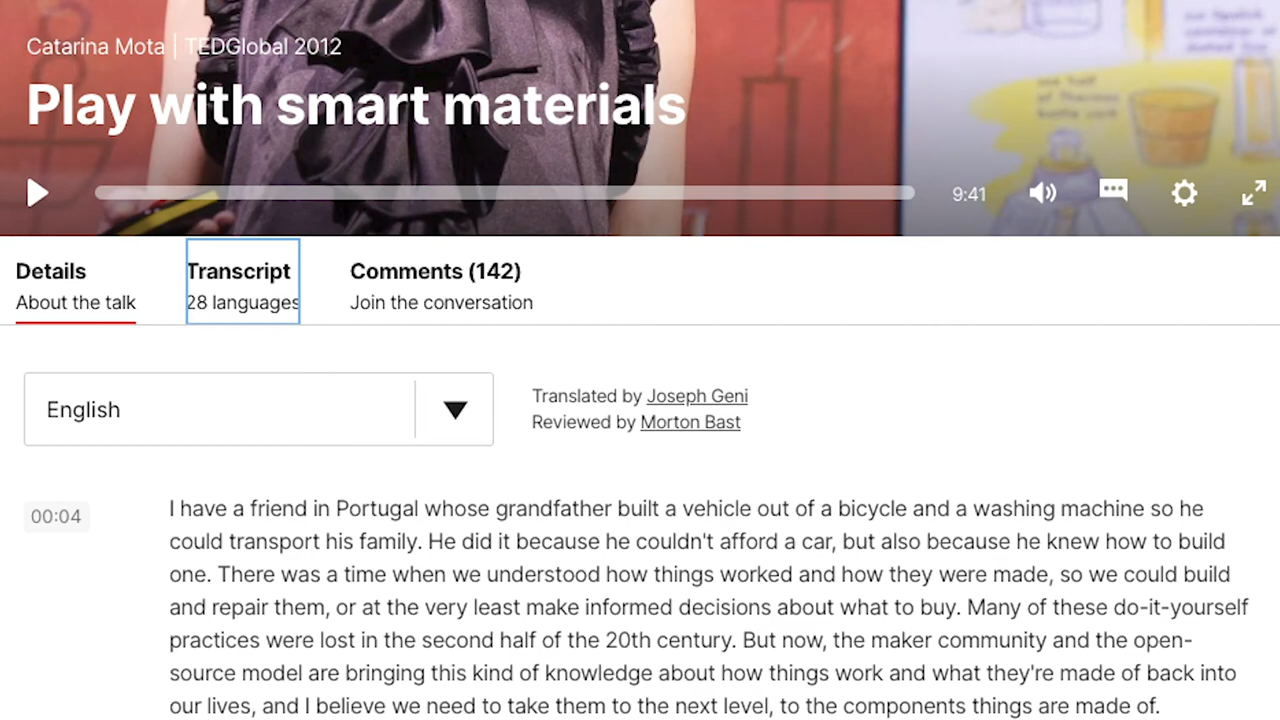 Catarina Mota | TEDGlobal 2012
Play with smart materials
9:41
Details
About the talk
Transcript
28 languages
Comments (142)
Join the conversation
English
Translated by Joseph Geni
Reviewed by Morton Bast
00:04
I have a friend in Portugal whose grandfather built a vehicle out of a bicycle and a washing machine so he
could transport his family. He did it because he couldn't afford a car, but also because he knew how to build
one. There was a time when we understood how things worked and how they were made, so we could build
and repair them, or at the very least make informed decisions about what to buy. Many of these do-it-yourself
practices were lost in the second half of the 20th century. But now, the maker community and the open-
source model are bringing this kind of knowledge about how things work and what they're made of back into
our lives, and I believe we need to take them to the next level, to the components things are made of.